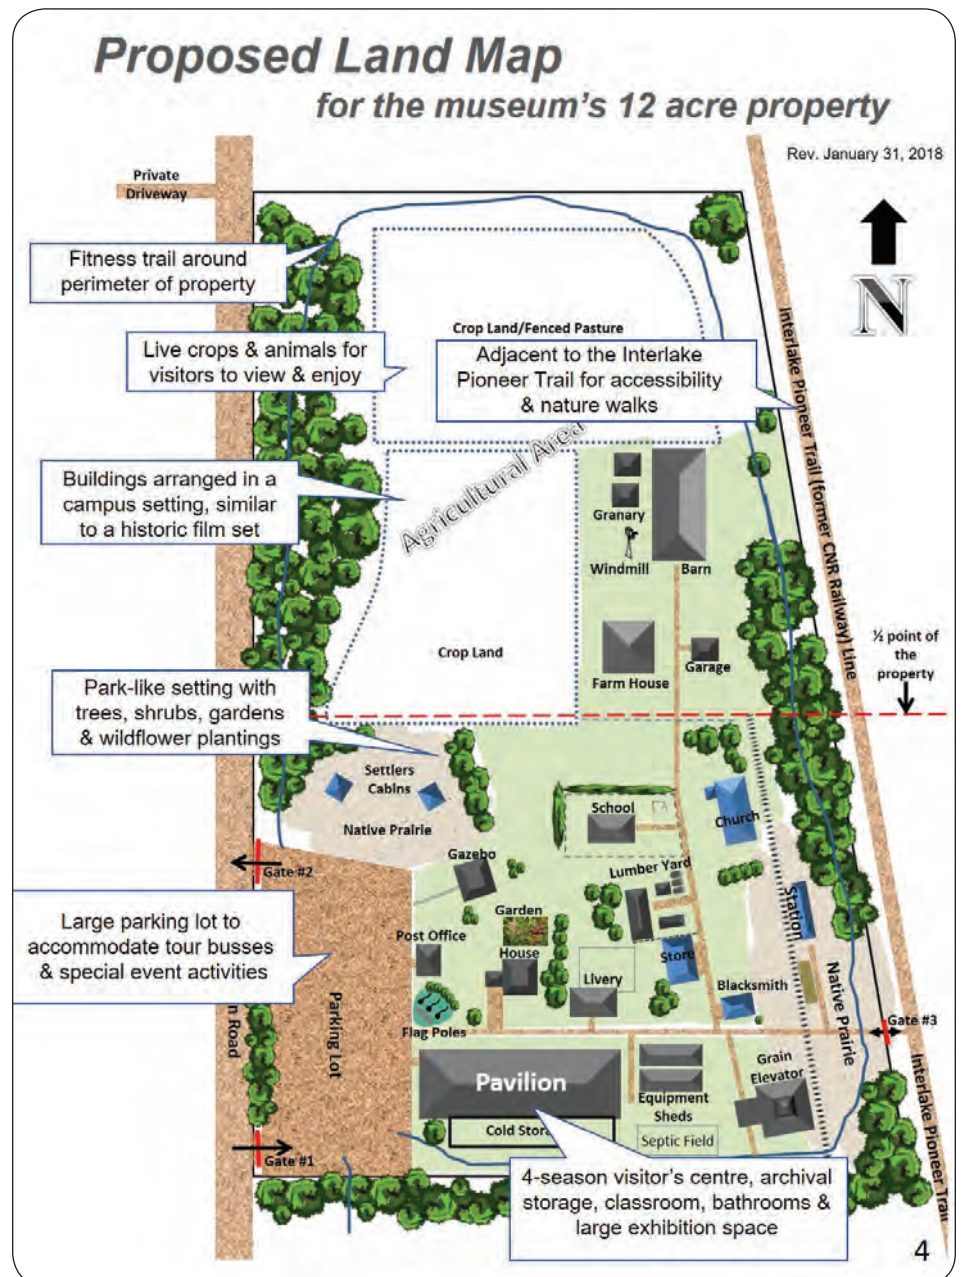 Proposed Land Map
for the museum's 12 acre property
Rev. January 31, 2018
Private
Driveway
N
Fitness trail around
perimeter of property
Crop Land/Fenced Pasture
Live crops & animals for
visitors to view & enjoy
Adjacent to the Interlake
Pioneer Trail for accessibility
& nature walks
Interlake Pioneer Trail (former CNR Railway) Line
Agricultural Area
Buildings arranged in a
campus setting, similar
to a historic film set
Granary
Windmill
Barn
Crop Land
Farm House
Garage
½ point of
the
property
Park-like setting with
trees, shrubs, gardens
& wildflower plantings
Settlers
Cabins
Native Prairie
School
Church
Gate #2
Gazebo
Lumber Yard
Large parking lot to
accommodate tour busses
& special event activities
Garden
Post Office
House
Livery
Store
Station
Blacksmith
Native Prairie
n Road
Parking Lot
Flag Poles
Gate #3
Interlake Pioneer Trail
Pavilion
Grain
Elevator
Equipment
Sheds
Cold Stora
Septic Field
Gate #1
4-season visitor's centre, archival
storage, classroom, bathrooms &
large exhibition space
4